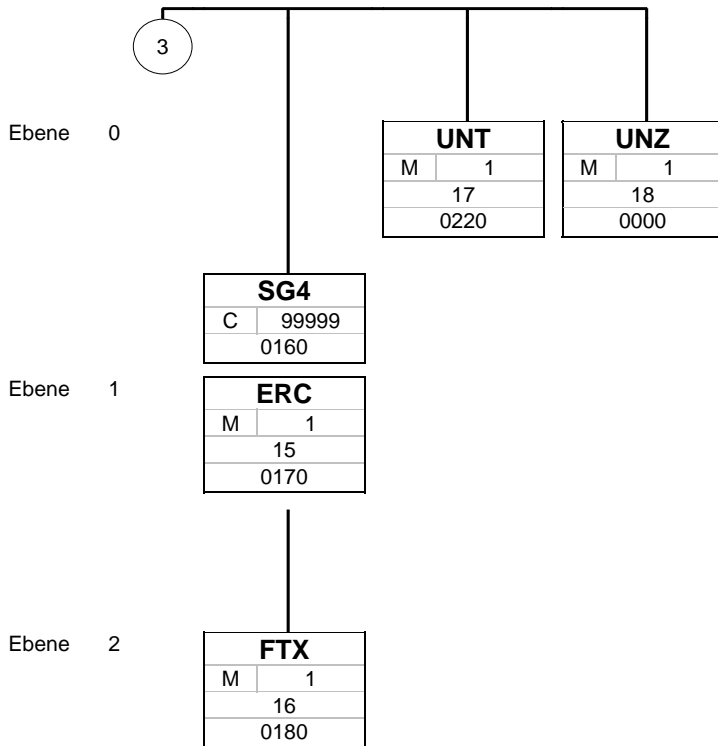 3
Ebene 0
UNT
M 1
17
0220
UNZ
M 1
18
0000
SG4
C 99999
0160
Ebene 1
ERC
M 1
15
0170
Ebene 2
FTX
M 1
16
0180